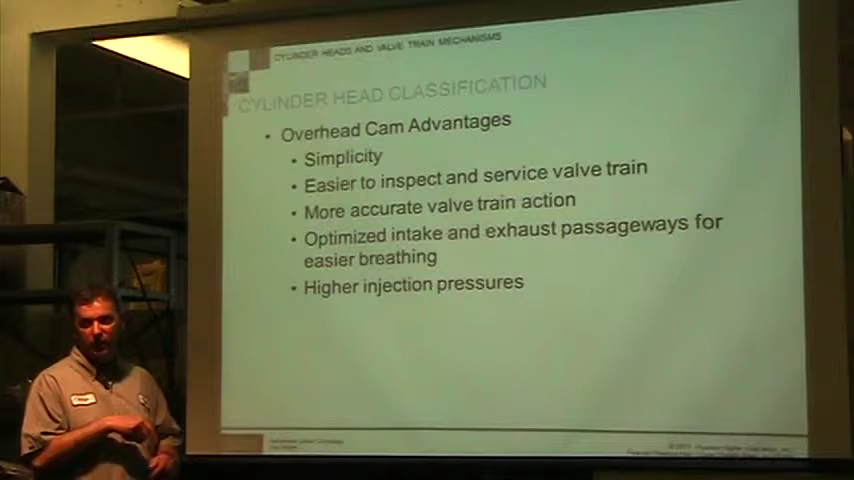 CYLINDER HEADS AND VALVE TRAIN MECHANISMS
CYLINDER HEAD CLASSIFICATION
• Overhead Cam Advantages
• Simplicity
• Easier to inspect and service valve train
• More accurate valve train action
• Optimized intake and exhaust passageways for
easier breathing
• Higher injection pressures